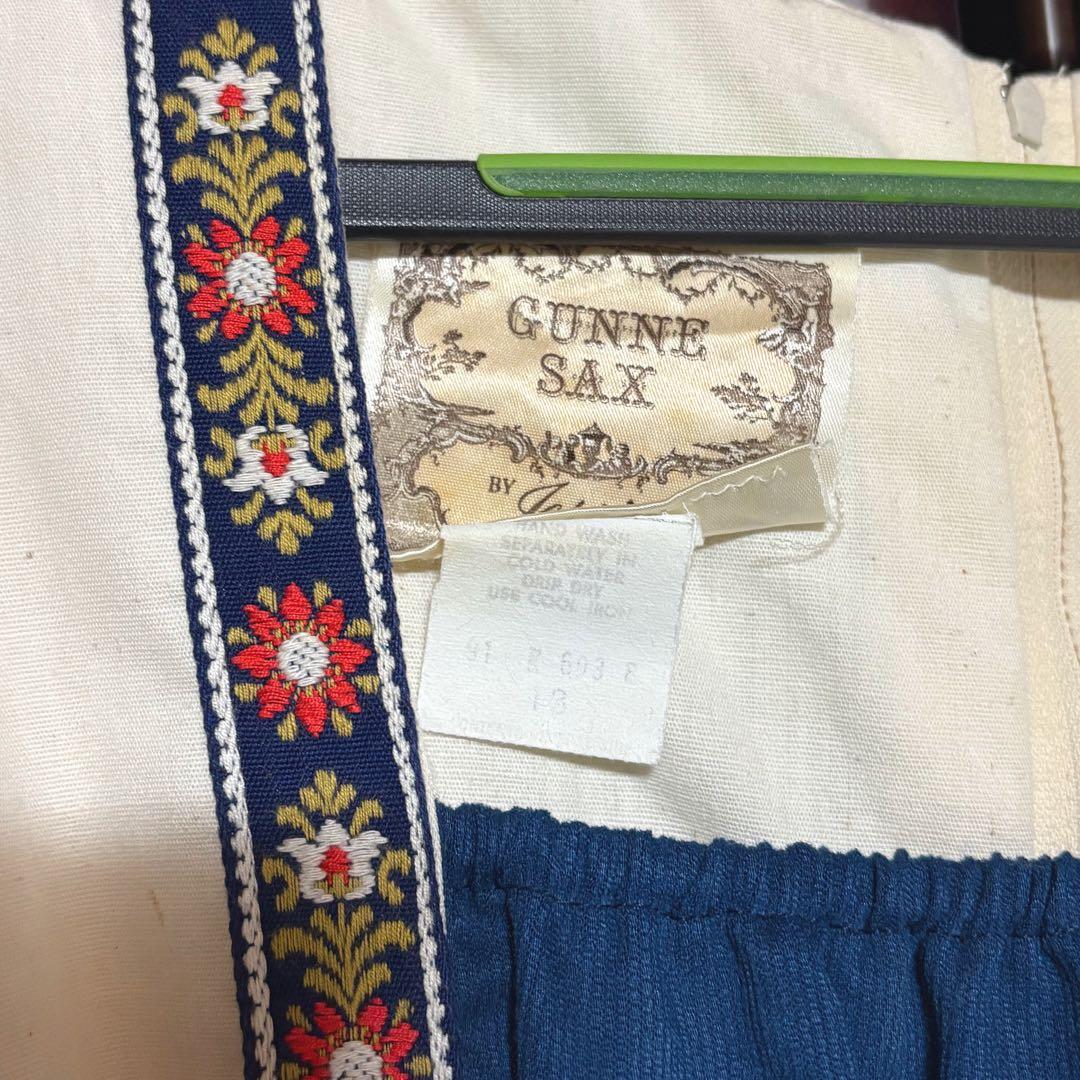 GUNNE
SAX
BY
HAND WASH
SEPARATELY IN
COLD WATER
DRIP DRY
USE COOL IRON